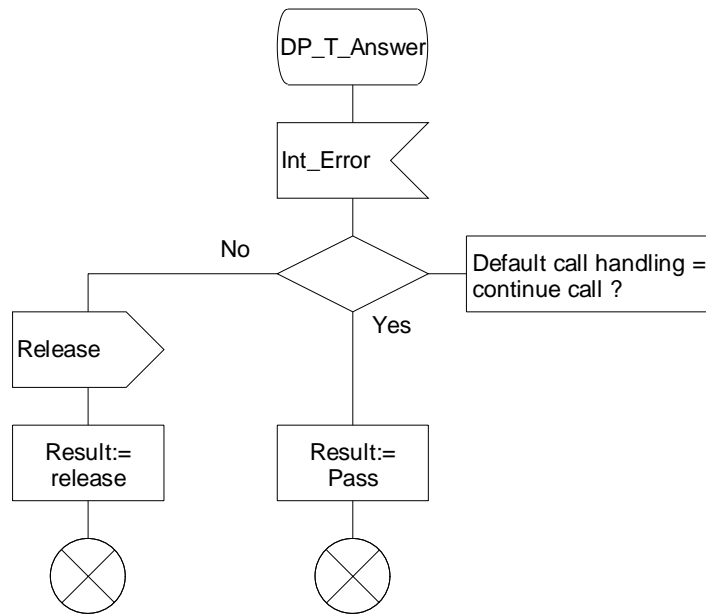 DP_T_Answer
Int_Error
No
Default call handling =
continue call ?
Yes
Release
Result:=
release
Result:=
Pass